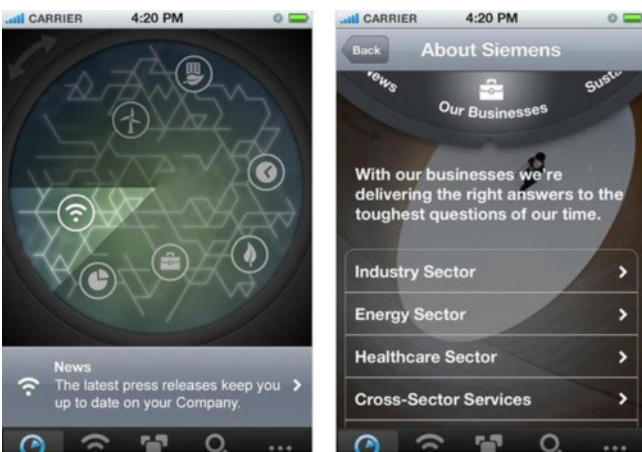 CARRIER 4:20 PM
News
The latest press releases keep you
up to date on your Company.
CARRIER 4:20 PM
Back About Siemens
News Our Businesses Susta
With our businesses we're
delivering the right answers to the
toughest questions of our time.
Industry Sector
Energy Sector
Healthcare Sector
Cross-Sector Services